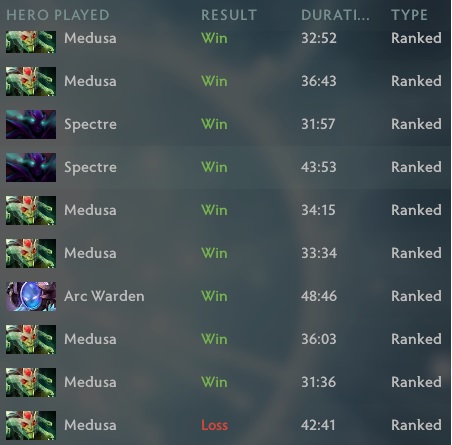 HERO PLAYED RESULT DURATI... TYPE
Medusa Win 32:52 Ranked
Medusa Win 36:43 Ranked
Spectre Win 31:57 Ranked
Spectre Win 43:53 Ranked
Medusa Win 34:15 Ranked
Medusa Win 33:34 Ranked
Arc Warden Win 48:46 Ranked
Medusa Win 36:03 Ranked
Medusa Win 31:36 Ranked
Medusa Loss 42:41 Ranked